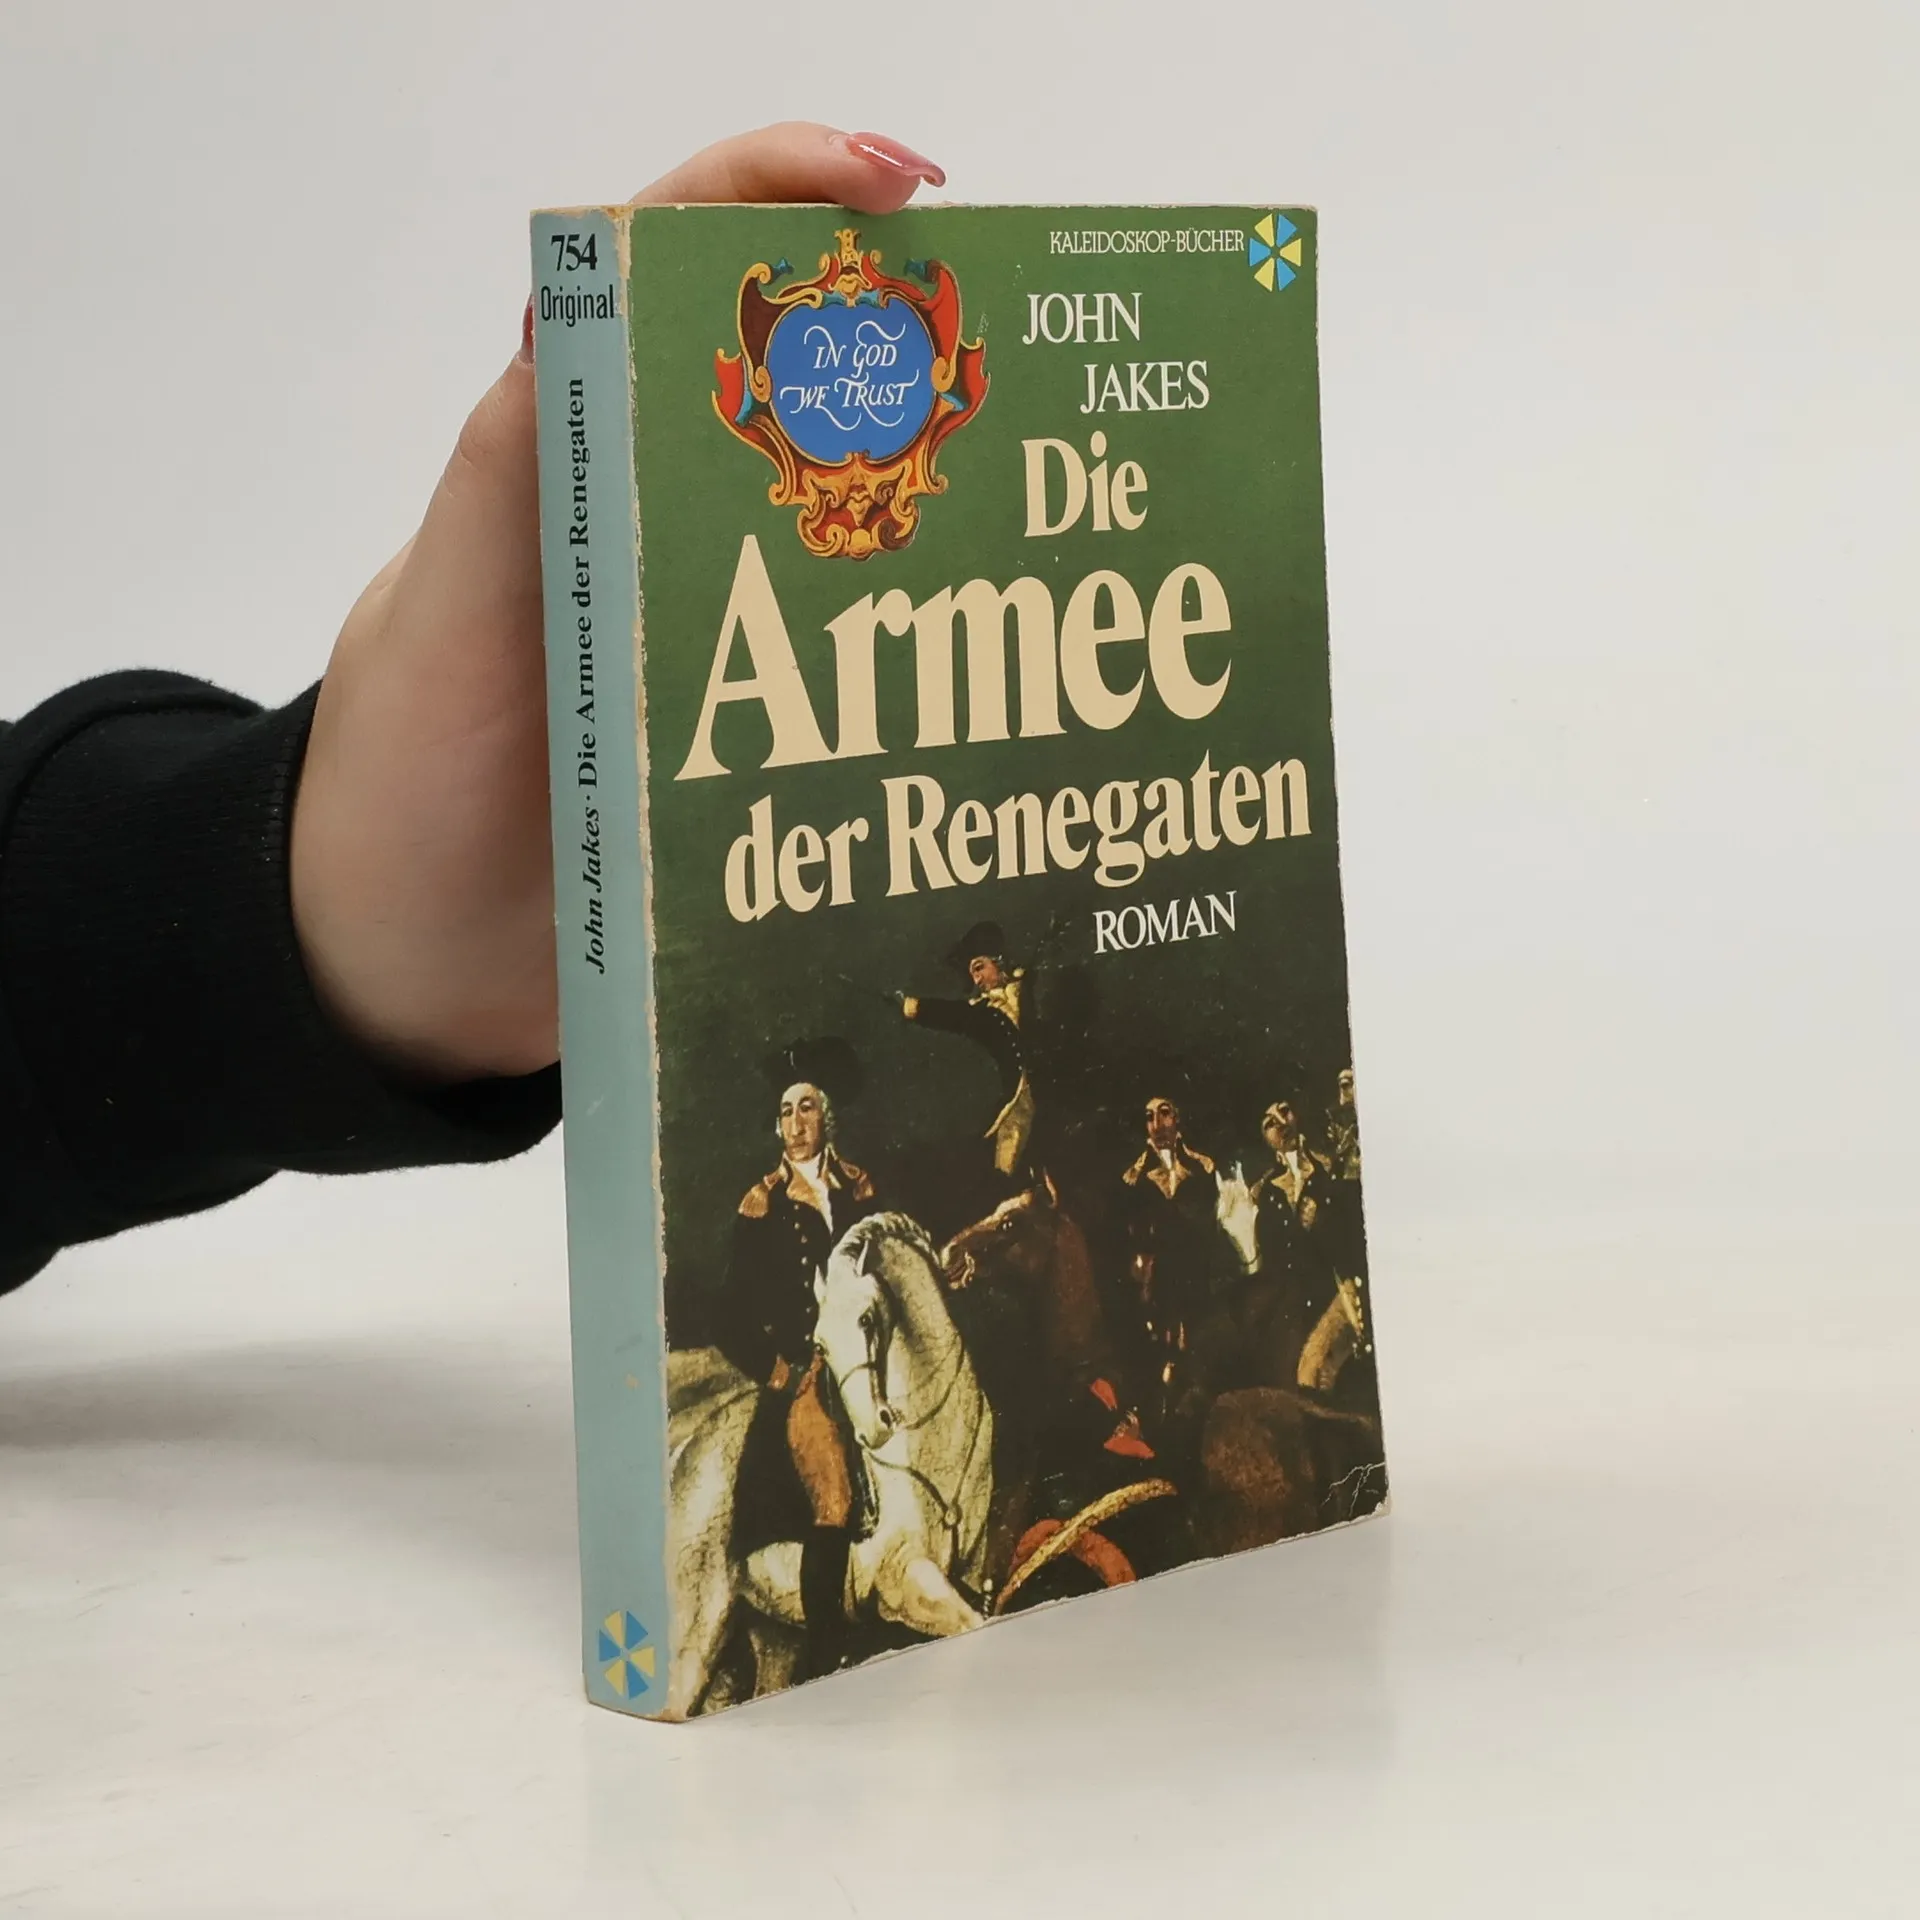 754
Original
John Jakes · Die Armee der Renegaten
KALEIDOSKOP-BÜCHER
IN GOD
WE TRUST
JOHN
JAKES
Die
Armee
der Renegaten
ROMAN